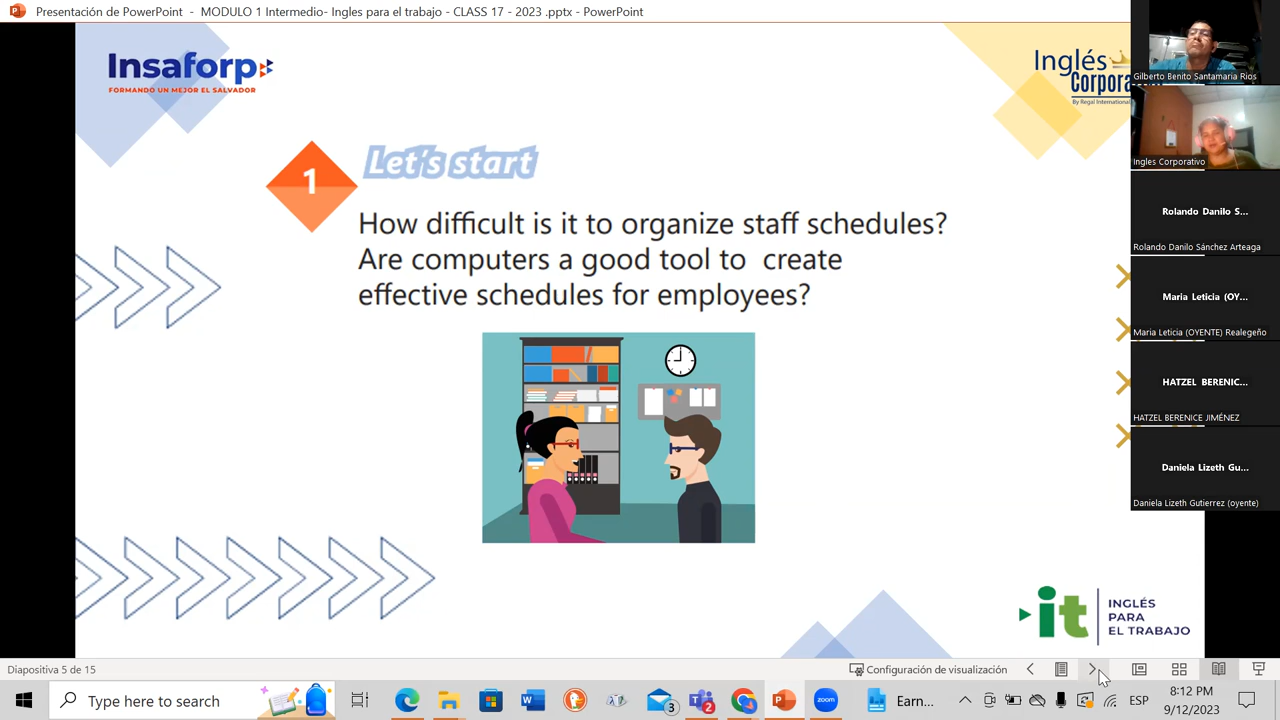 Presentación de PowerPoint - MODULO 1 Intermedio- Ingles para el trabajo - CLASS 17 - 2023 .pptx - PowerPoint
Insaforp
FORMANDO UN MEJOR EL SALVADOR
Inglés
Corpora
By Regal International
1
Let's start
How difficult is it to organize staff schedules?
Are computers a good tool to create
effective schedules for employees?
it
INGLÉS
PARA
EL TRABAJO
Gilberto Benito Santamaria Rios
Ingles Corporativo
Rolando Danilo S...
Rolando Danilo Sánchez Arteaga
Maria Leticia (OY...
Maria Leticia (OYENTE) Realegeño
HATZEL BERENIC...
HATZEL BERENICE JIMÉNEZ
Daniela Lizeth Gu...
Daniela Lizeth Gutierrez (oyente)
Diapositiva 5 de 15
Configuración de visualización
Type here to search
3
2
zoom
Earn...
ESP
8:12 PM
9/12/2023